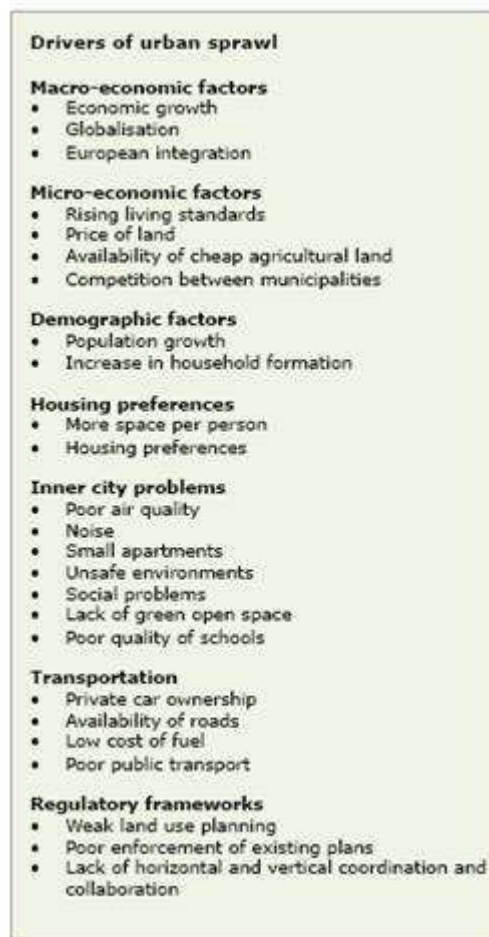 Drivers of urban sprawl
Macro-economic factors
• Economic growth
• Globalisation
• European integration
Micro-economic factors
• Rising living standards
• Price of land
• Availability of cheap agricultural land
• Competition between municipalities
Demographic factors
• Population growth
• Increase in household formation
Housing preferences
• More space per person
• Housing preferences
Inner city problems
• Poor air quality
• Noise
• Small apartments
• Unsafe environments
• Social problems
• Lack of green open space
• Poor quality of schools
Transportation
• Private car ownership
• Availability of roads
• Low cost of fuel
• Poor public transport
Regulatory frameworks
• Weak land use planning
• Poor enforcement of existing plans
• Lack of horizontal and vertical coordination and
collaboration